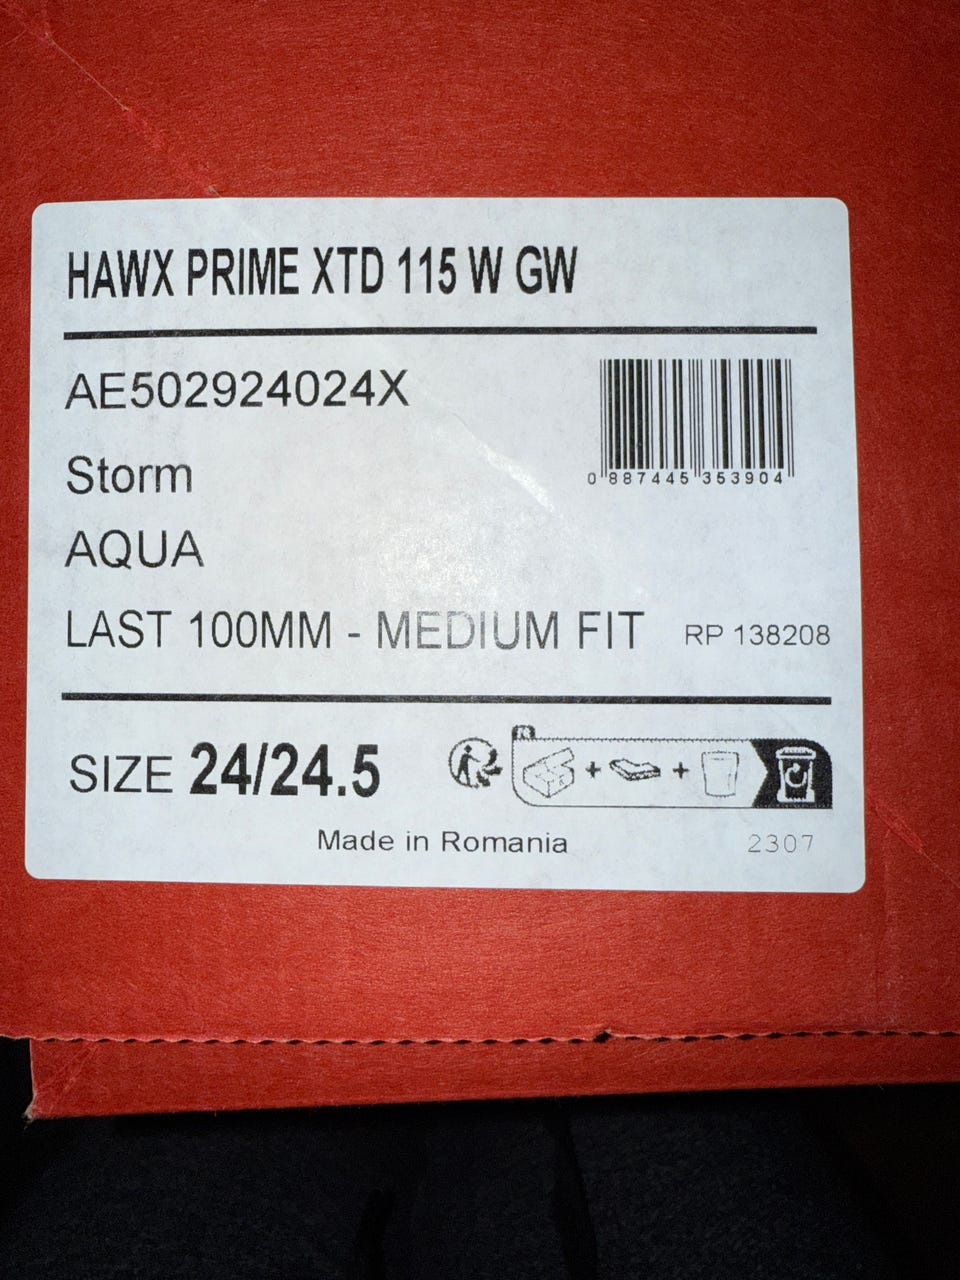 HAWX PRIME XTD 115 W GW
AE502924024X
0 887445 353904
Storm
AQUA
LAST 100MM - MEDIUM FIT
RP 138208
SIZE 24/24.5
FR
+ +
Made in Romania
2307